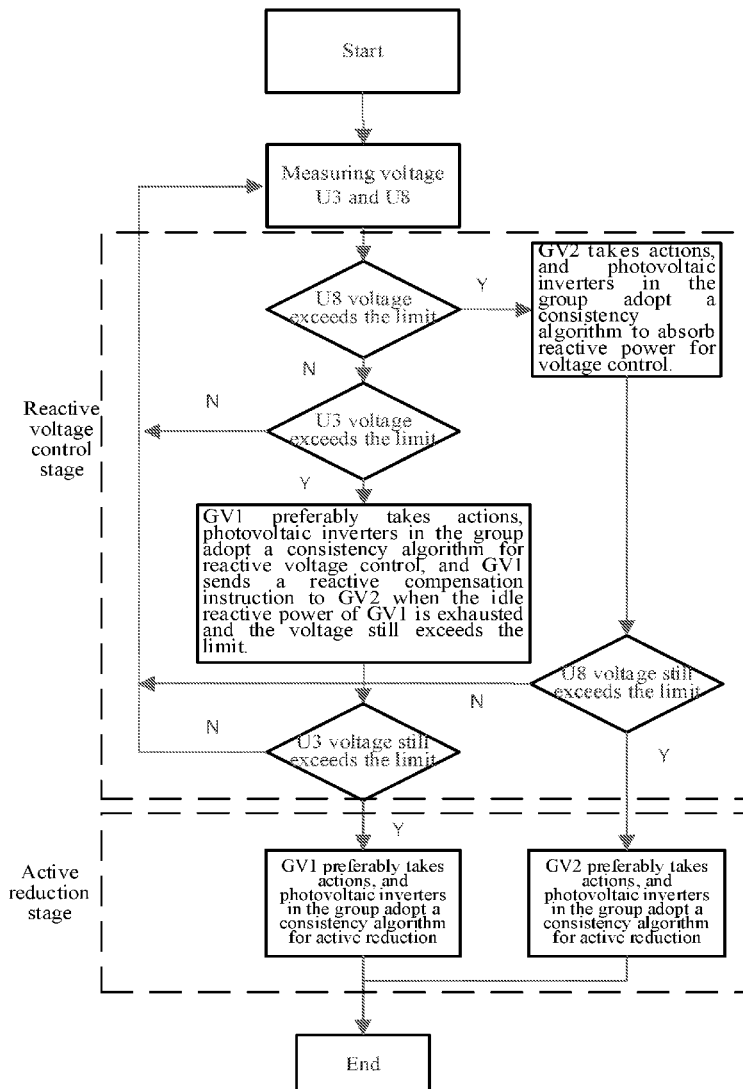 Start
Measuring voltage
U3 and U8
U8 voltage
exceeds the limit
Y
GV2 takes actions,
and photovoltaic
inverters in the
group adopt a
consistency
algorithm to absorb
reactive power for
voltage control.
N
U3 voltage
exceeds the limit
N
Reactive
voltage
control
stage
Y
GV1 preferably takes actions,
photovoltaic inverters in the group
adopt a consistency algorithm for
reactive voltage control, and GV1
sends a reactive compensation
instruction to GV2 when the idle
reactive power of GV1 is exhausted
and the voltage still exceeds the
limit.
U8 voltage still
exceeds the limit
N
N
U3 voltage still
exceeds the limit
Y
Y
Active
reduction
stage
GV1 preferably takes
actions, and
photovoltaic inverters
in the group adopt a
consistency algorithm
for active reduction
GV2 preferably takes
actions, and
photovoltaic inverters
in the group adopt a
consistency algorithm
for active reduction
End